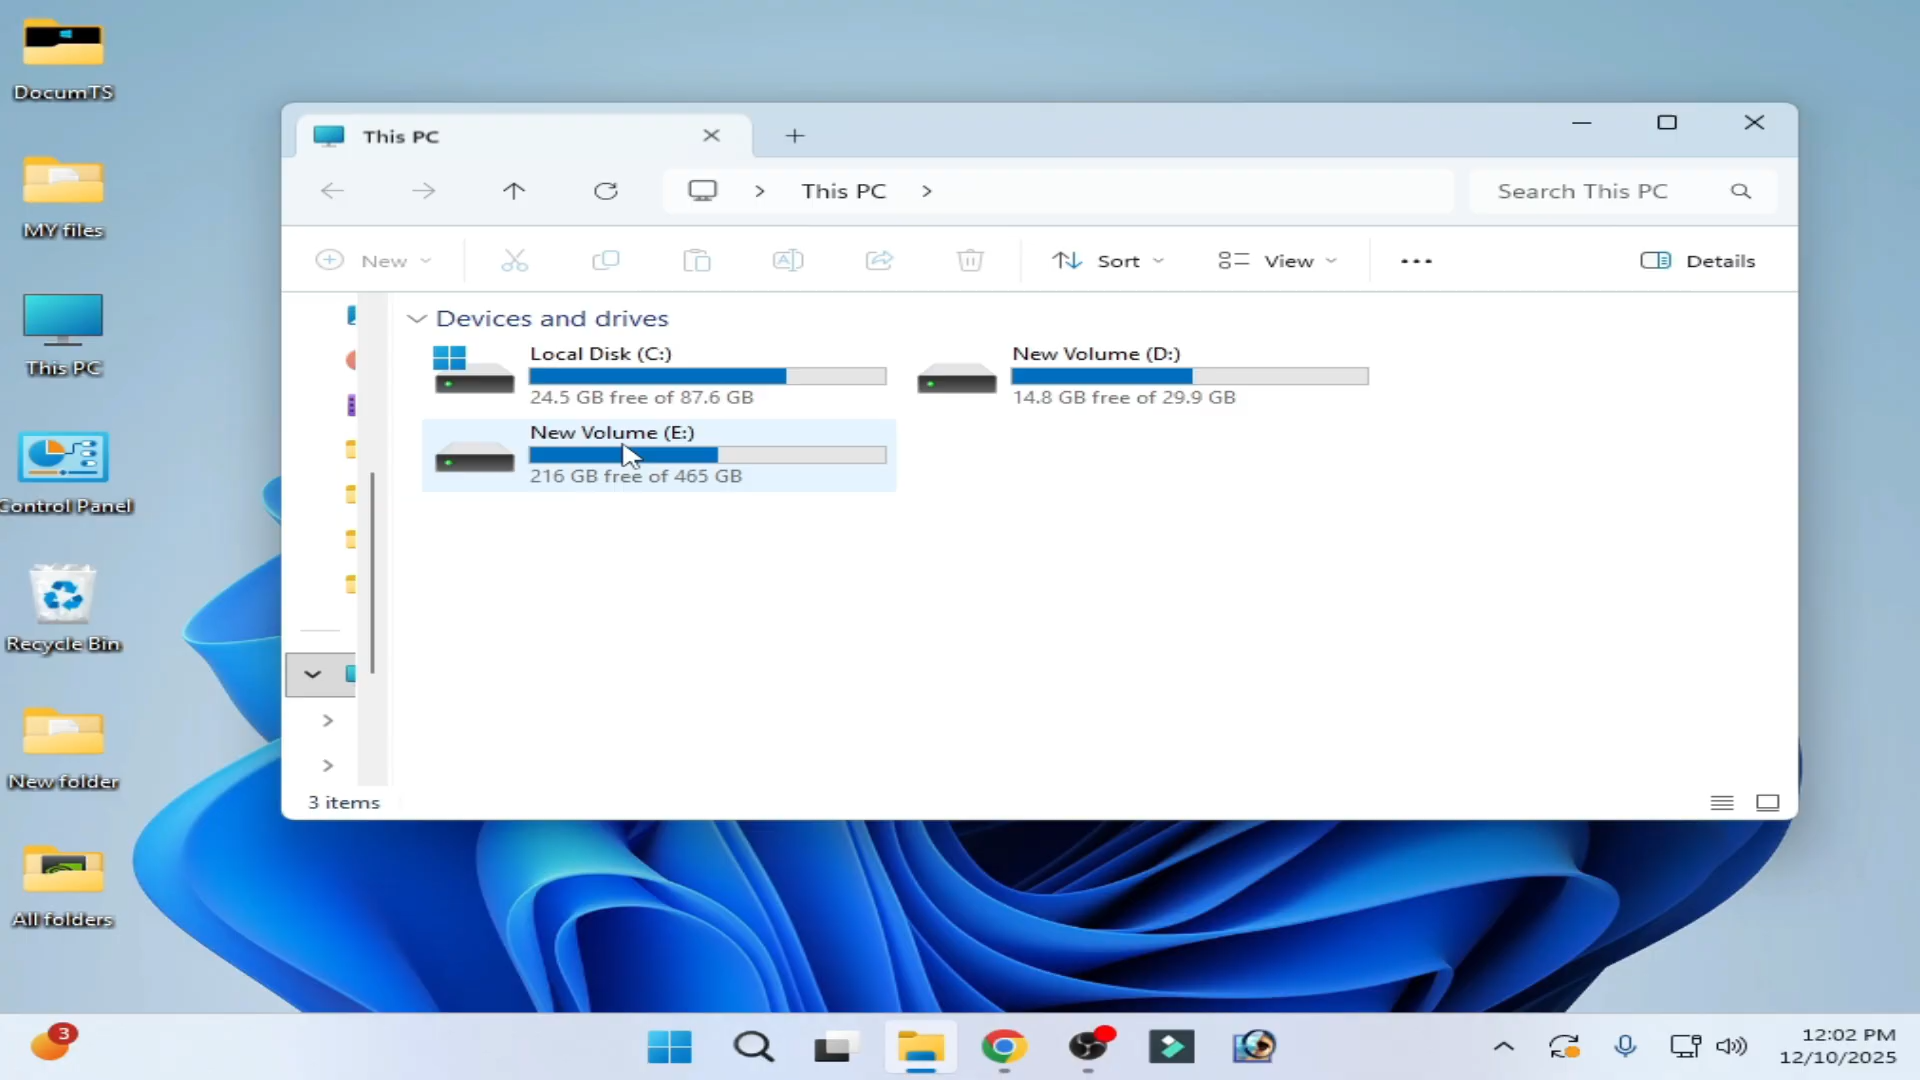 DocumTS
MY files
This PC
Control Panel
Recycle Bin
New folder
All folders
This PC
This PC
Search This PC
New
Sort
View
Details
Devices and drives
Local Disk (C:)
24.5 GB free of 87.6 GB
New Volume (D:)
14.8 GB free of 29.9 GB
New Volume (E:)
216 GB free of 465 GB
3 items
3
12:02 PM
12/10/2025